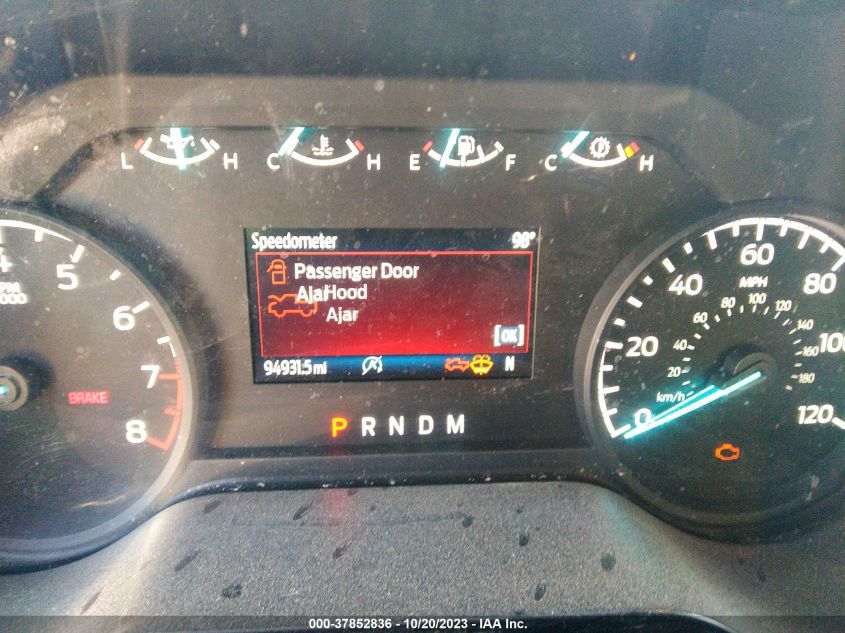 L H C H E F C H
Speedometer 98°
Passenger Door
Ajar Hood
Ajar
[OK]
94931.5 mi N
P R N D M
5
6
7
8
BRAKE
0 20 40 60 80 100 120
MPH
20 40 60 80 100 120 140 160 180
km/h
000-37852836 - 10/20/2023 - IAA Inc.